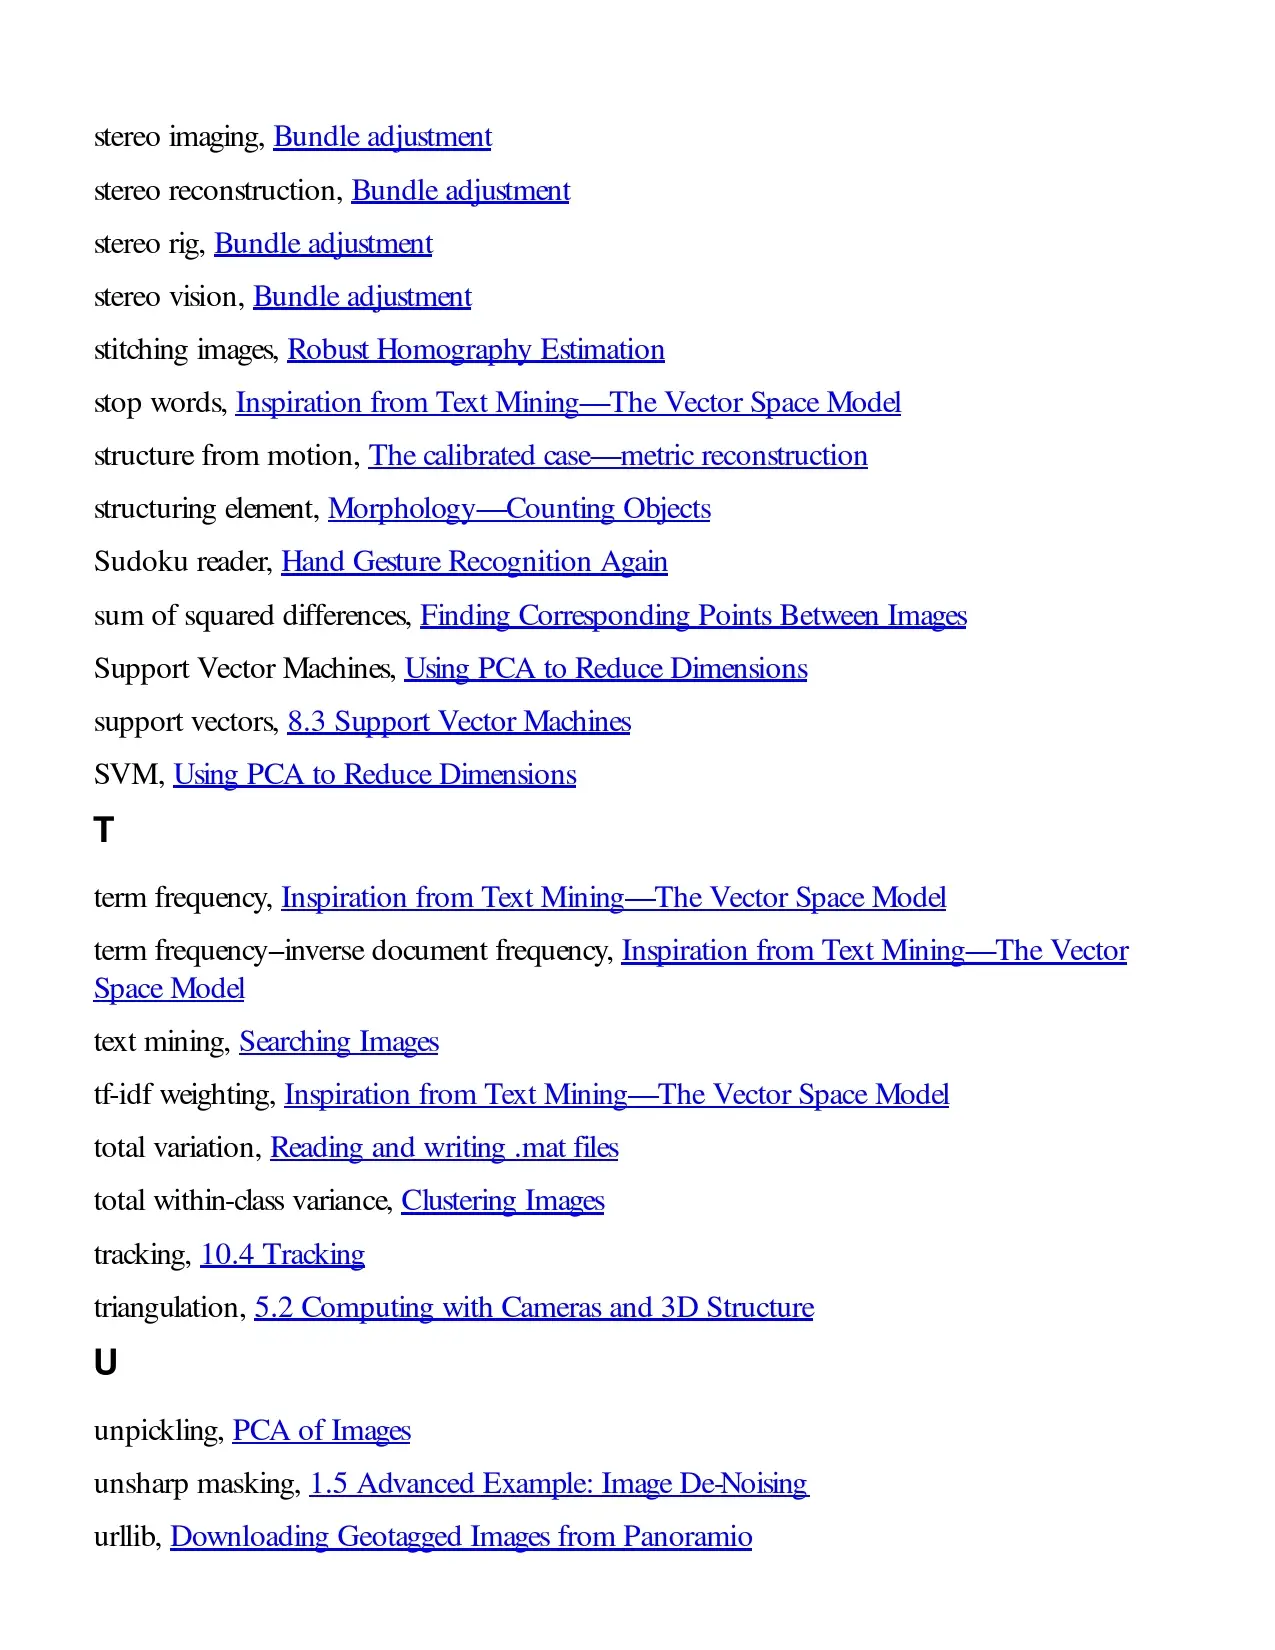 stereo imaging, Bundle adjustment
stereo reconstruction, Bundle adjustment
stereo rig, Bundle adjustment
stereo vision, Bundle adjustment
stitching images, Robust Homography Estimation
stop words, Inspiration from Text Mining—The Vector Space Model
structure from motion, The calibrated case—metric reconstruction
structuring element, Morphology—Counting Objects
Sudoku reader, Hand Gesture Recognition Again
sum of squared differences, Finding Corresponding Points Between Images
Support Vector Machines, Using PCA to Reduce Dimensions
support vectors, 8.3 Support Vector Machines
SVM, Using PCA to Reduce Dimensions
T
term frequency, Inspiration from Text Mining—The Vector Space Model
term frequency–inverse document frequency, Inspiration from Text Mining—The Vector
Space Model
text mining, Searching Images
tf-idf weighting, Inspiration from Text Mining—The Vector Space Model
total variation, Reading and writing .mat files
total within-class variance, Clustering Images
tracking, 10.4 Tracking
triangulation, 5.2 Computing with Cameras and 3D Structure
U
unpickling, PCA of Images
unsharp masking, 1.5 Advanced Example: Image De-Noising
urllib, Downloading Geotagged Images from Panoramio